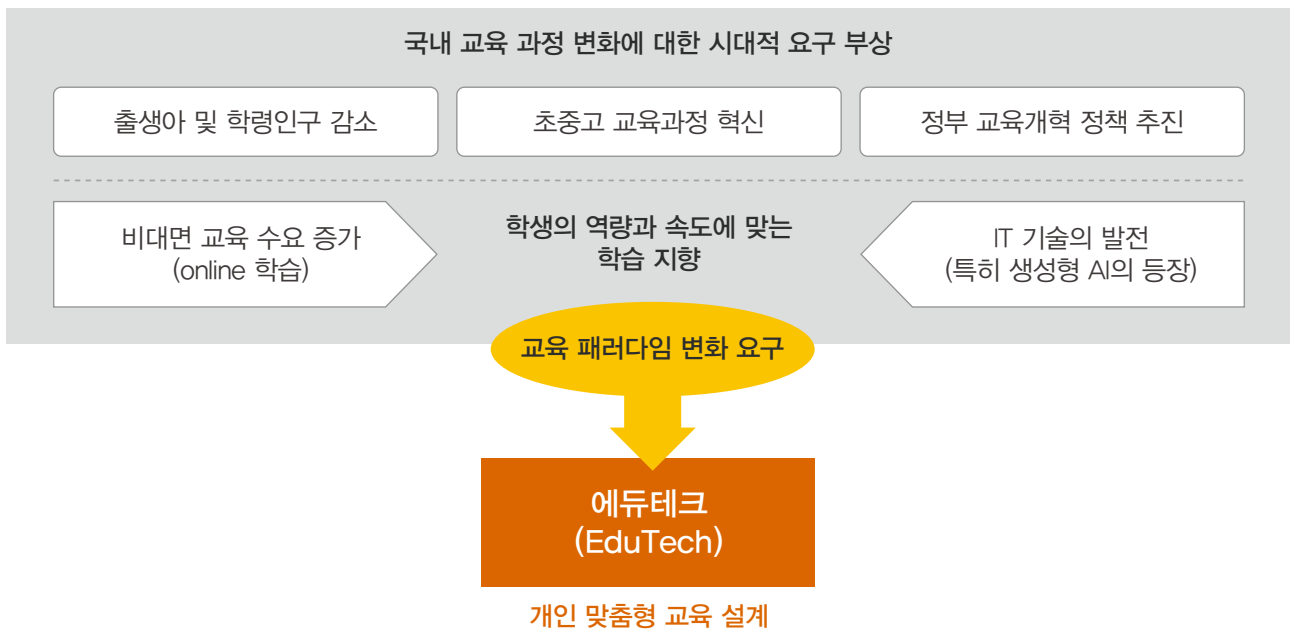 국내 교육 과정 변화에 대한 시대적 요구 부상
출생아 및 학령인구 감소
초중고 교육과정 혁신
정부 교육개혁 정책 추진
비대면 교육 수요 증가
(online 학습)
학생의 역량과 속도에 맞는
학습 지향
IT 기술의 발전
(특히 생성형 AI의 등장)
교육 패러다임 변화 요구
에듀테크
(EduTech)
개인 맞춤형 교육 설계